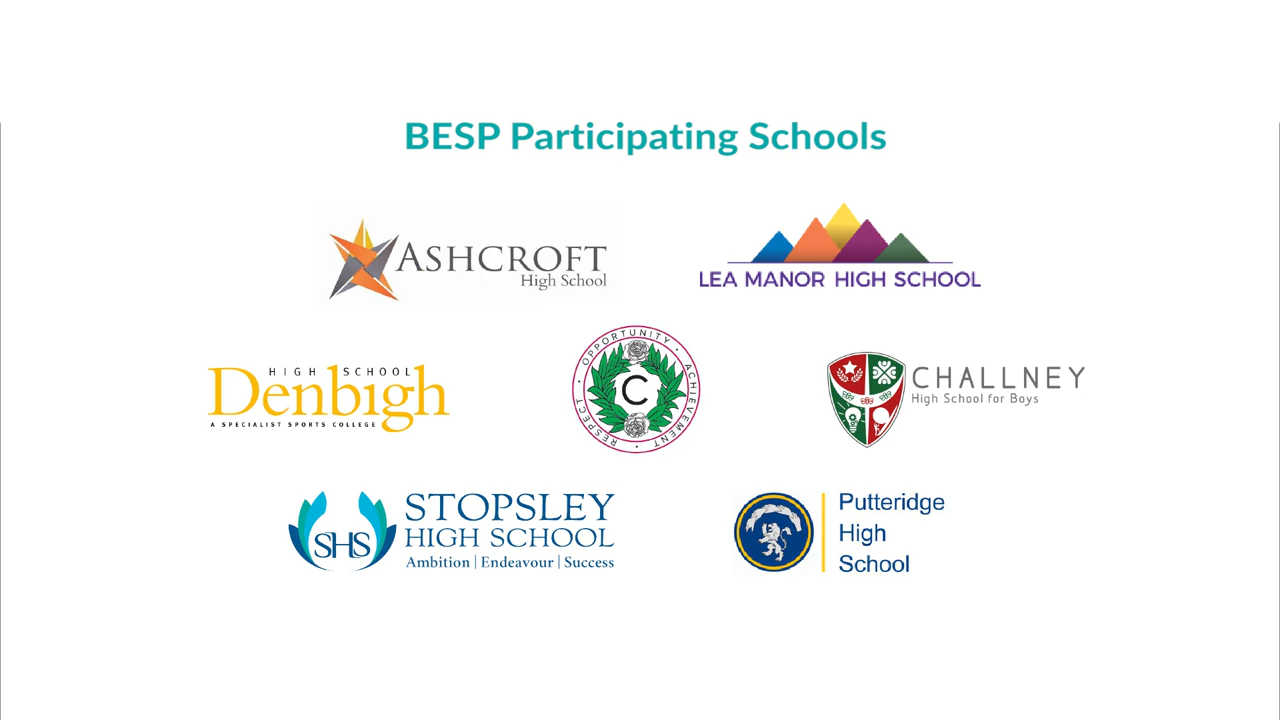 BESP Participating Schools
ASHCROFT
High School
LEA MANOR HIGH SCHOOL
HIGH SCHOOL
Denbigh
A SPECIALIST SPORTS COLLEGE
OPPORTUNITY · ACHIEVEMENT · RESPECT ·
C
CHALLNEY
High School for Boys
SHS
STOPSLEY
HIGH SCHOOL
Ambition | Endeavour | Success
Putteridge
High
School